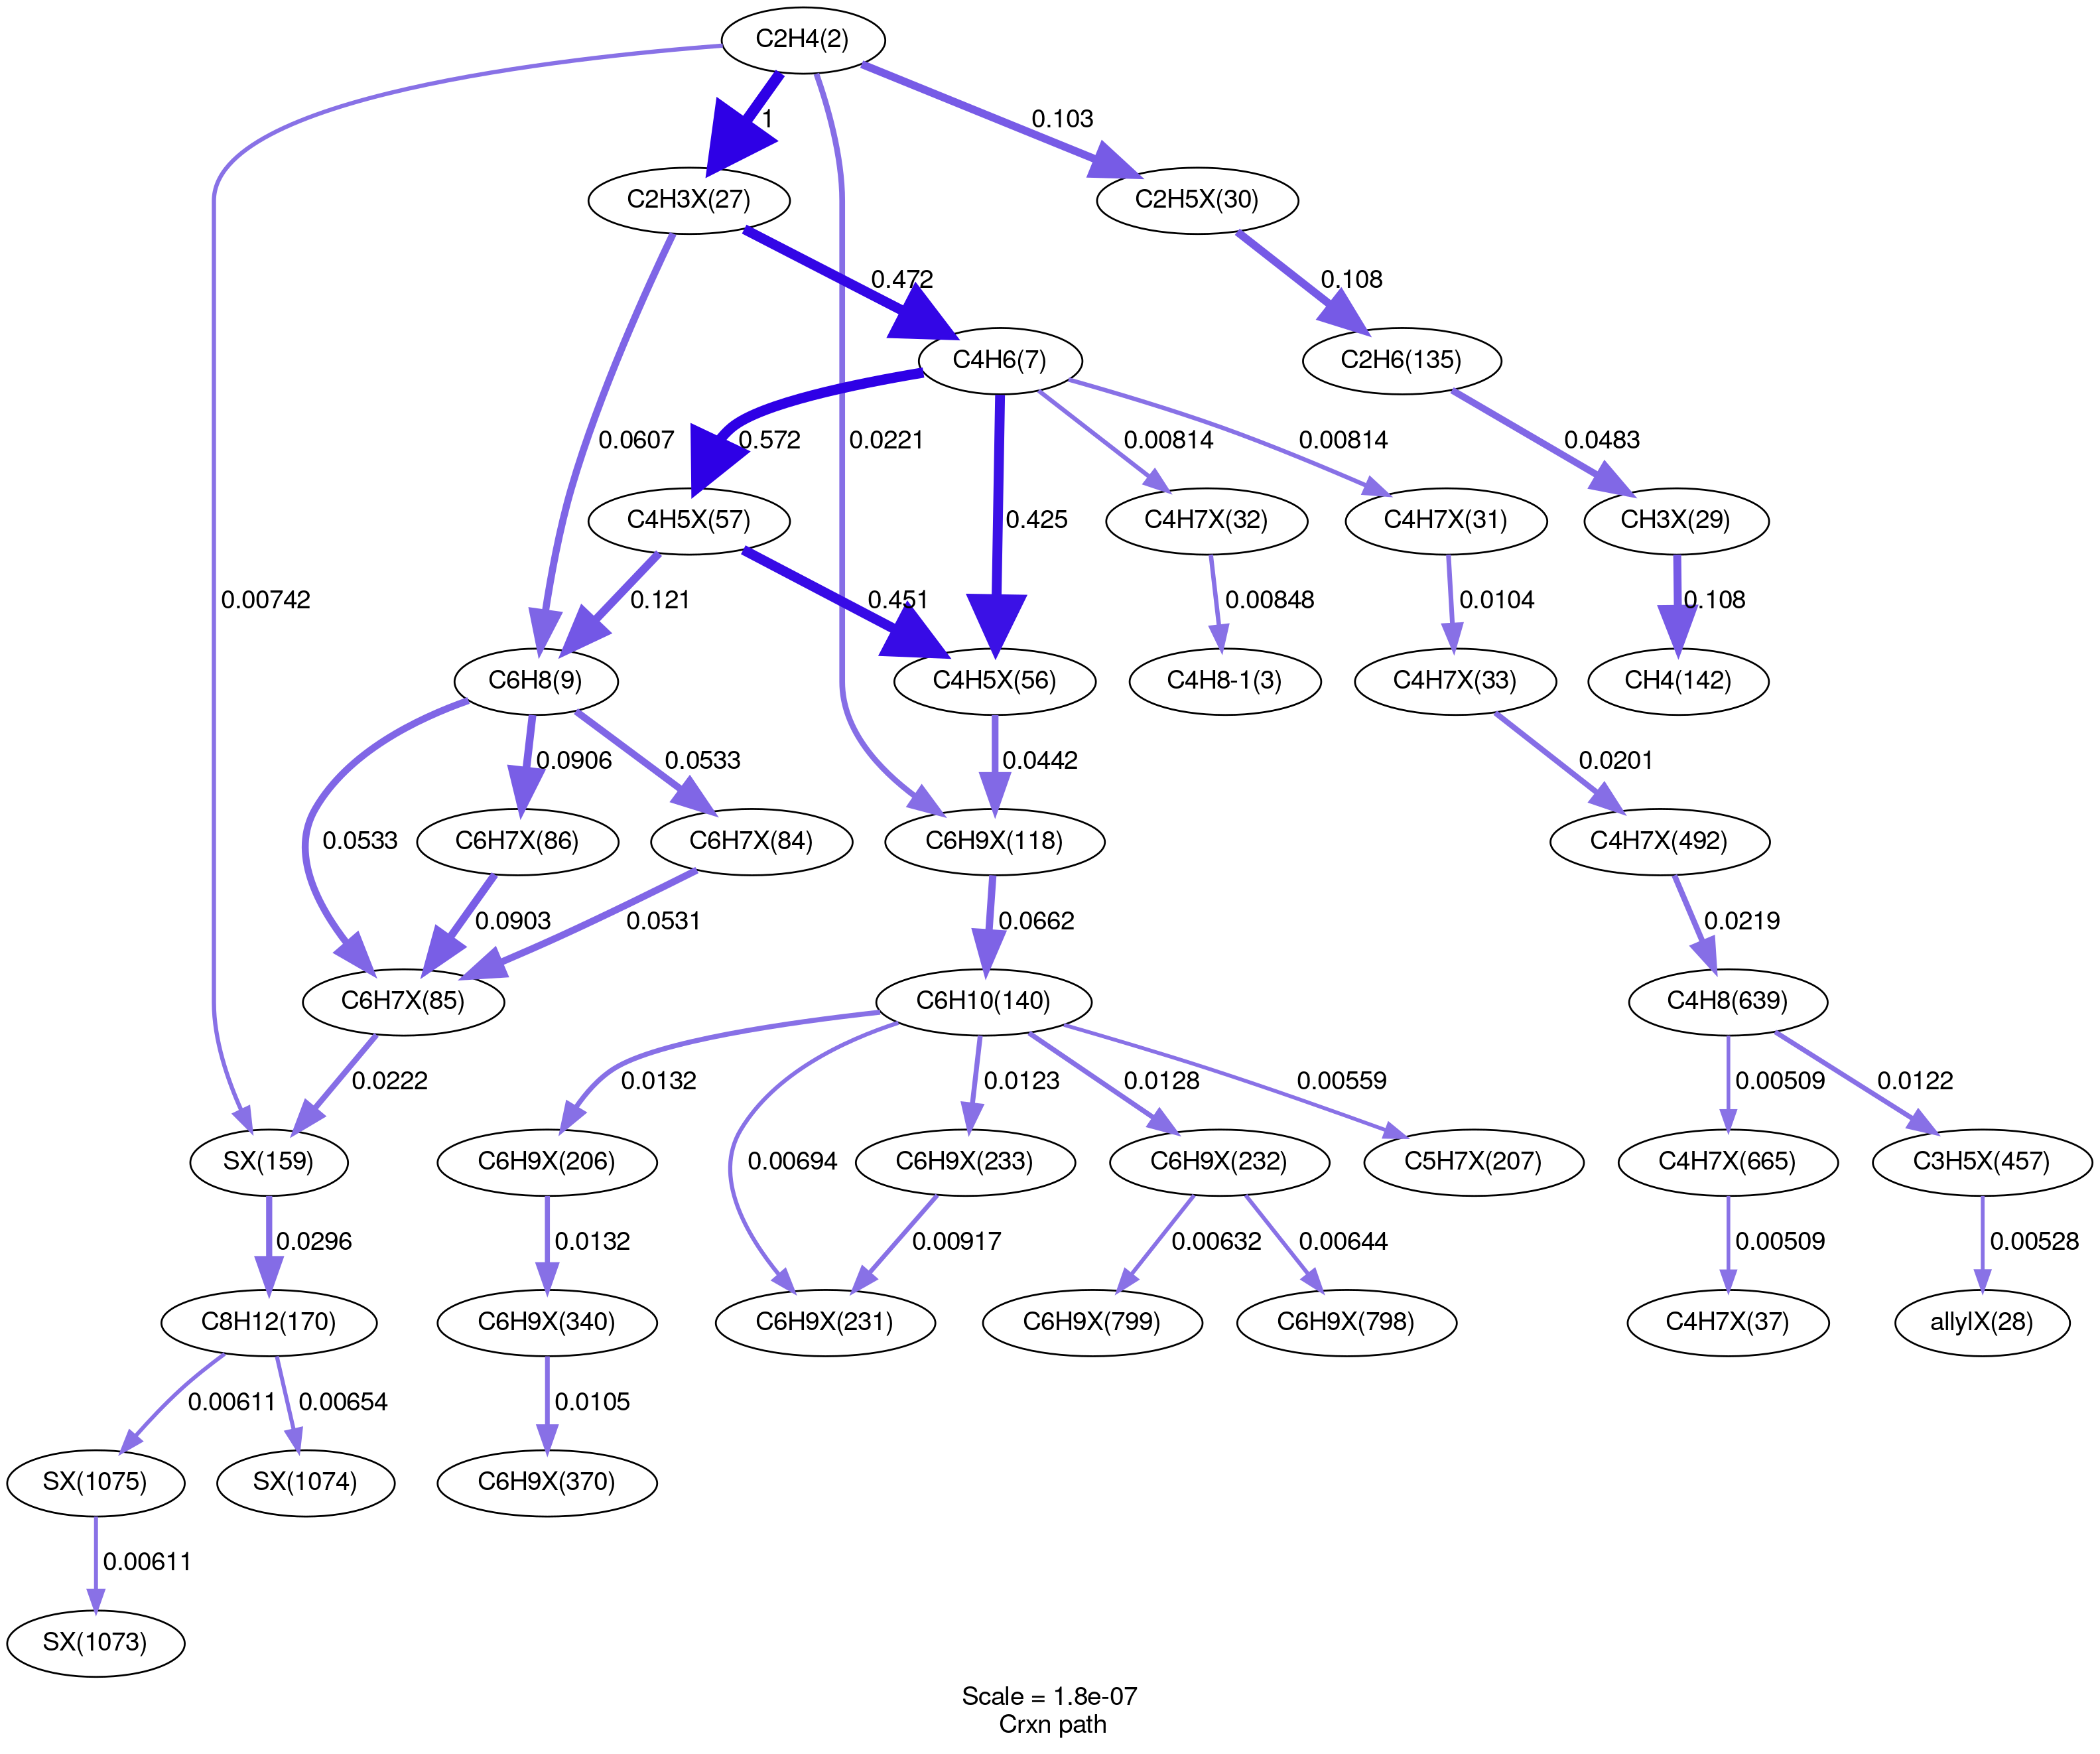 C2H4(2)
1
0.103
C2H3X(27)
C2H5X(30)
0.472
0.108
C4H6(7)
C2H6(135)
0.0607
0.572
0.0221
0.00814
0.00814
0.0483
C4H5X(57)
0.425
C4H7X(32)
C4H7X(31)
CH3X(29)
0.00742
0.121
0.451
0.00848
0.0104
0.108
C6H8(9)
C4H5X(56)
C4H8-1(3)
C4H7X(33)
CH4(142)
0.0906
0.0533
0.0442
0.0201
0.0533
C6H7X(86)
C6H7X(84)
C6H9X(118)
C4H7X(492)
0.0903
0.0531
0.0662
0.0219
C6H7X(85)
C6H10(140)
C4H8(639)
0.0222
0.0132
0.0123
0.0128
0.00559
0.00509
0.0122
SX(159)
C6H9X(206)
0.00694
C6H9X(233)
C6H9X(232)
C5H7X(207)
C4H7X(665)
C3H5X(457)
0.0296
0.0132
0.00917
0.00632
0.00644
0.00509
0.00528
C8H12(170)
C6H9X(340)
C6H9X(231)
C6H9X(799)
C6H9X(798)
C4H7X(37)
allylX(28)
0.00611
0.00654
0.0105
SX(1075)
SX(1074)
C6H9X(370)
0.00611
SX(1073)
Scale = 1.8e-07
Crxn path